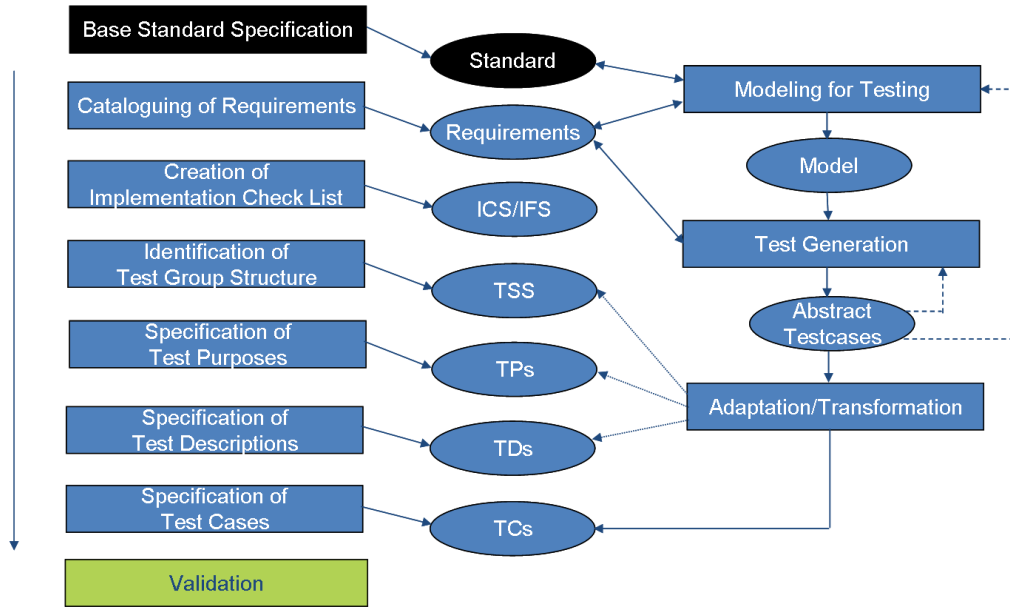 Base Standard Specification
Standard
Cataloguing of Requirements
Requirements
Creation of
Implementation Check List
ICS/IFS
Identification of
Test Group Structure
TSS
Specification of
Test Purposes
TPs
Specification of
Test Descriptions
TDs
Specification of
Test Cases
TCs
Validation
Modeling for Testing
Model
Test Generation
Abstract
Testcases
Adaptation/Transformation